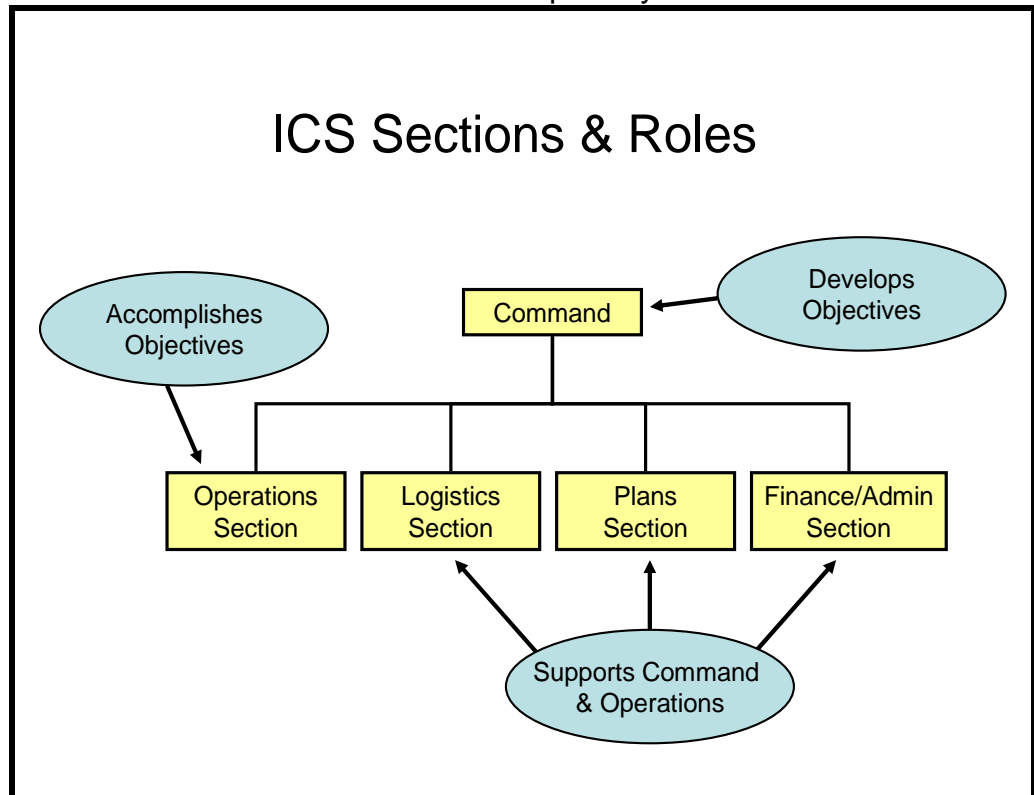 ICS Sections & Roles
Accomplishes
Objectives
Command
Develops
Objectives
Operations
Section
Logistics
Section
Plans
Section
Finance/Admin
Section
Supports Command
& Operations